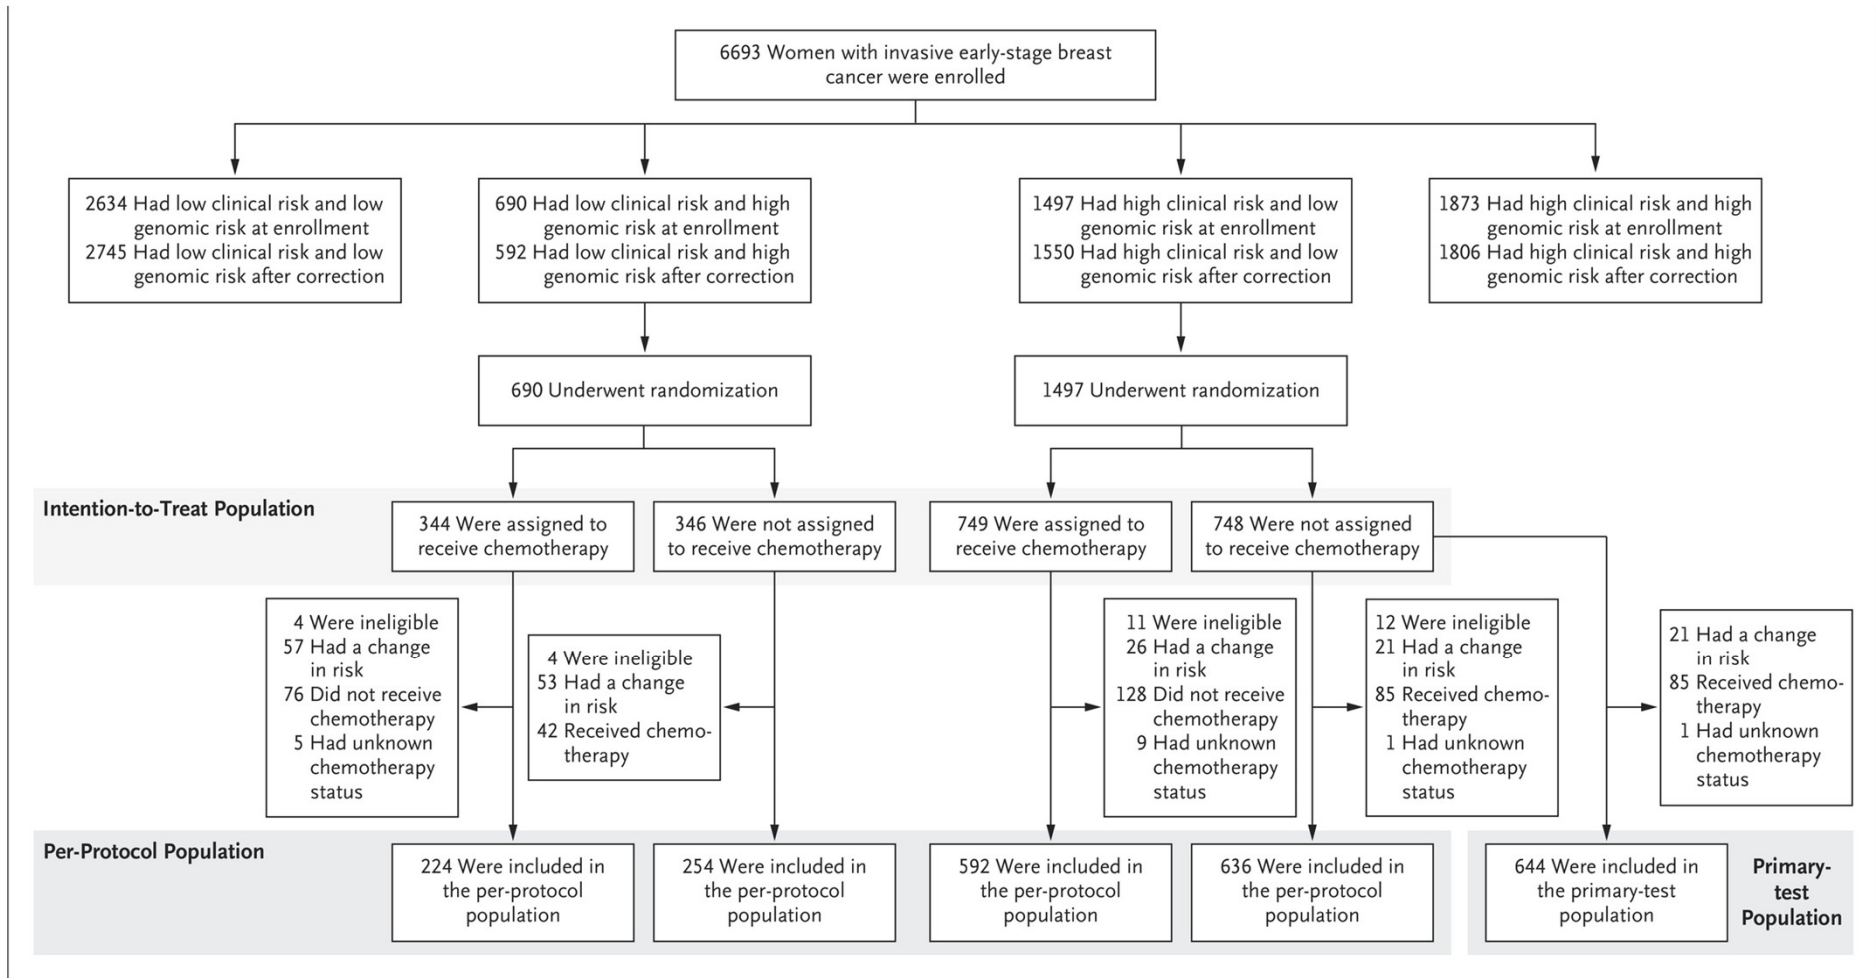 6693 Women with invasive early-stage breast
cancer were enrolled
2634 Had low clinical risk and low
genomic risk at enrollment
2745 Had low clinical risk and low
genomic risk after correction
690 Had low clinical risk and high
genomic risk at enrollment
592 Had low clinical risk and high
genomic risk after correction
1497 Had high clinical risk and low
genomic risk at enrollment
1550 Had high clinical risk and low
genomic risk after correction
1873 Had high clinical risk and high
genomic risk at enrollment
1806 Had high clinical risk and high
genomic risk after correction
690 Underwent randomization
1497 Underwent randomization
Intention-to-Treat Population
344 Were assigned to
receive chemotherapy
346 Were not assigned
to receive chemotherapy
749 Were assigned to
receive chemotherapy
748 Were not assigned
to receive chemotherapy
4 Were ineligible
57 Had a change
in risk
76 Did not receive
chemotherapy
5 Had unknown
chemotherapy
status
4 Were ineligible
53 Had a change
in risk
42 Received chemo-
therapy
11 Were ineligible
26 Had a change
in risk
128 Did not receive
chemotherapy
9 Had unknown
chemotherapy
status
12 Were ineligible
21 Had a change
in risk
85 Received chemo-
therapy
1 Had unknown
chemotherapy
status
21 Had a change
in risk
85 Received chemo-
therapy
1 Had unknown
chemotherapy
status
Per-Protocol Population
224 Were included in
the per-protocol
population
254 Were included in
the per-protocol
population
592 Were included in
the per-protocol
population
636 Were included in
the per-protocol
population
644 Were included in
the primary-test
population
Primary-
test
Population